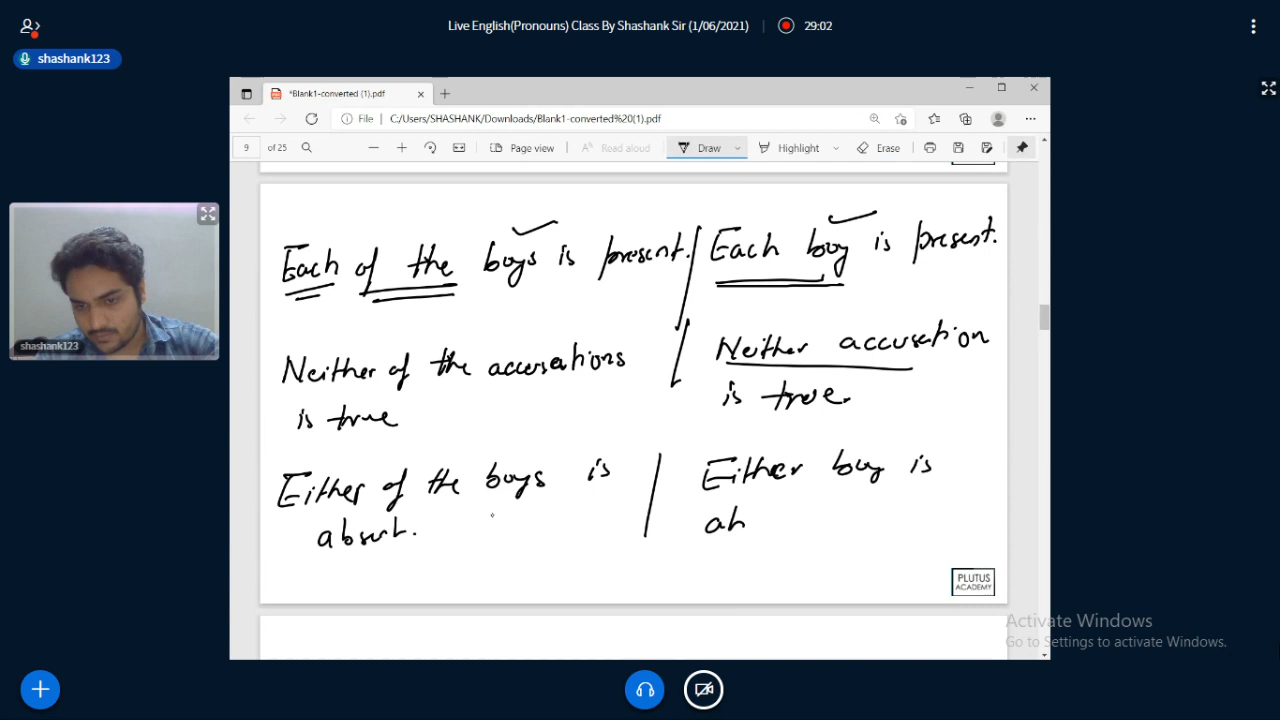 Live English(Pronouns) Class By Shashank Sir (1/06/2021) 29:02
shashank123
*Blank1-converted (1).pdf
File C:/Users/SHASHANK/Downloads/Blank1-converted%20(1).pdf
9 of 25 Page view Read aloud Draw Highlight Erase
Each of the boys is present. / Each boy is present.
Neither of the accusations / Neither accusation
is true is true.
Either of the boys is / Either boy is
absent. ab
shashank123
PLUTUS
ACADEMY
Activate Windows
Go to Settings to activate Windows.